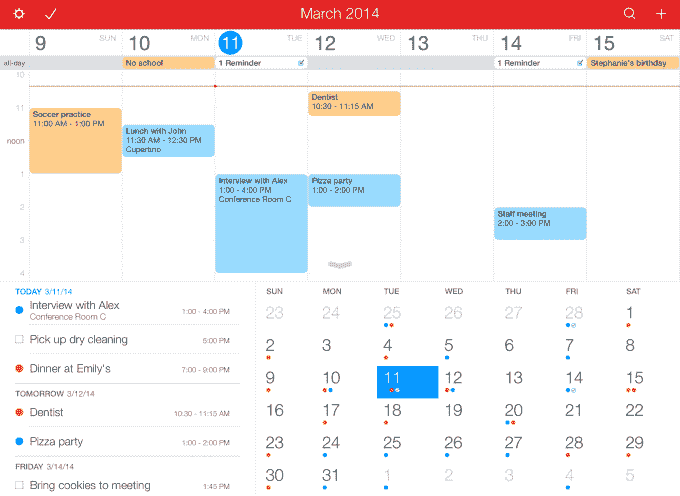 March 2014
9 SUN 10 MON 11 TUE 12 WED 13 THU 14 FRI 15 SAT
all-day No school 1 Reminder 1 Reminder Stephanie's birthday
10
11
noon
1
2
3
4
Soccer practice
11:00 AM - 1:00 PM
Lunch with John
11:30 AM - 12:30 PM
Cupertino
Interview with Alex
1:00 - 4:00 PM
Conference Room C
Dentist
10:30 - 11:15 AM
Pizza party
1:00 - 2:00 PM
Staff meeting
2:00 - 3:00 PM
TODAY 3/11/14
Interview with Alex
Conference Room C 1:00 - 4:00 PM
Pick up dry cleaning 5:00 PM
Dinner at Emily's 7:00 - 9:00 PM
TOMORROW 3/12/14
Dentist 10:30 - 11:15 AM
Pizza party 1:00 - 2:00 PM
FRIDAY 3/14/14
Bring cookies to meeting 1:45 PM
SUN MON TUE WED THU FRI SAT
23 24 25 26 27 28 1
2 3 4 5 6 7 8
9 10 11 12 13 14 15
16 17 18 19 20 21 22
23 24 25 26 27 28 29
30 31 1 2 3 4 5